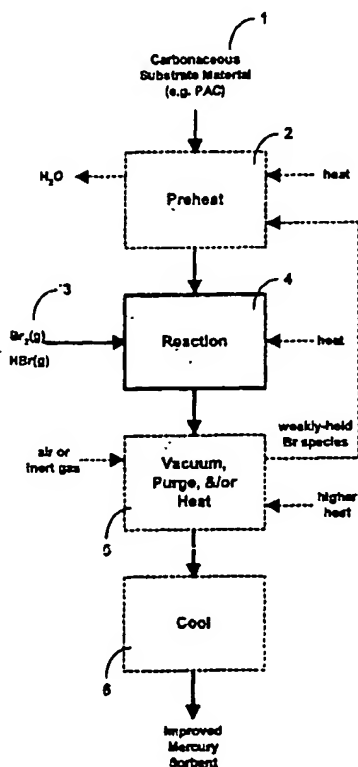 1
Carbonaceous
Substrate Material
(e.g. PAC)
2
H₂O
Preheat
heat
3
4
Br₂(g)
HBr(g)
Reaction
heat
air or
inert gas
Vacuum,
Purge, &/or
Heat
weakly-held
Br species
higher
heat
5
Cool
6
Improved
Mercury
Sorbent